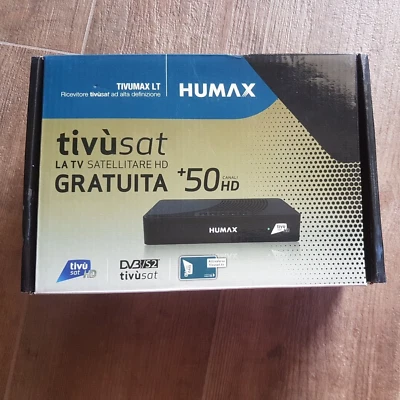 TIVUMAX LT
Ricevitore tivùsat ad alta definizione
HUMAX
tivùsat
LA TV SATELLITARE HD
GRATUITA
+50 CANALI HD
HUMAX
tivù
sat HD
DVB/S2
tivùsat